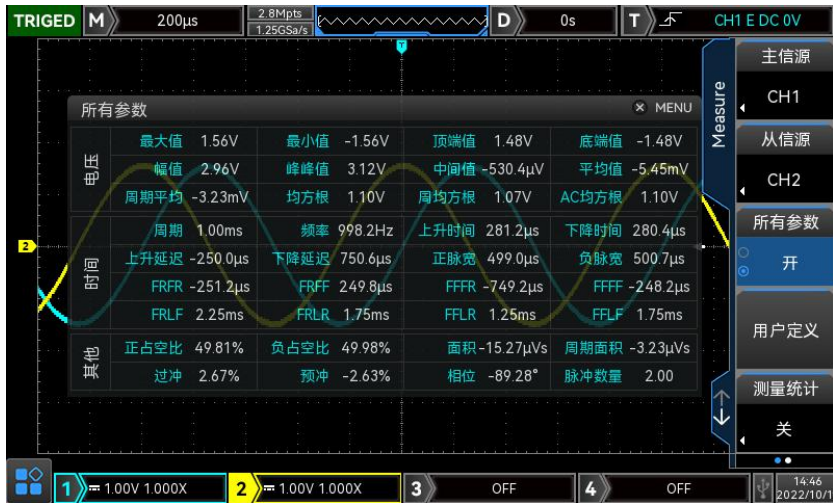 TRIGED M 200μs 2.8Mpts 1.25GSa/s D 0s T CH1 E DC 0V
T
所有参数 MENU
电压
最大值 1.56V 最小值 -1.56V 顶端值 1.48V 底端值 -1.48V
幅值 2.96V 峰峰值 3.12V 中间值 -530.4μV 平均值 -5.45mV
周期平均 -3.23mV 均方根 1.10V 周均方根 1.07V AC均方根 1.10V
时间
周期 1.00ms 频率 998.2Hz 上升时间 281.2μs 下降时间 280.4μs
上升延迟 -250.0μs 下降延迟 750.6μs 正脉宽 499.0μs 负脉宽 500.7μs
FRFR -251.2μs FRFF 249.8μs FFFR -749.2μs FFFF -248.2μs
FRLF 2.25ms FRLR 1.75ms FFLR 1.25ms FFLF 1.75ms
其他
正占空比 49.81% 负占空比 49.98% 面积 -15.27μVs 周期面积 -3.23μVs
过冲 2.67% 预冲 -2.63% 相位 -89.28° 脉冲数量 2.00
2
Measure
主信源
CH1
从信源
CH2
所有参数
开
用户定义
测量统计
关
1 1.00V 1.000X 2 1.00V 1.000X 3 OFF 4 OFF
14:46
2022/10/1